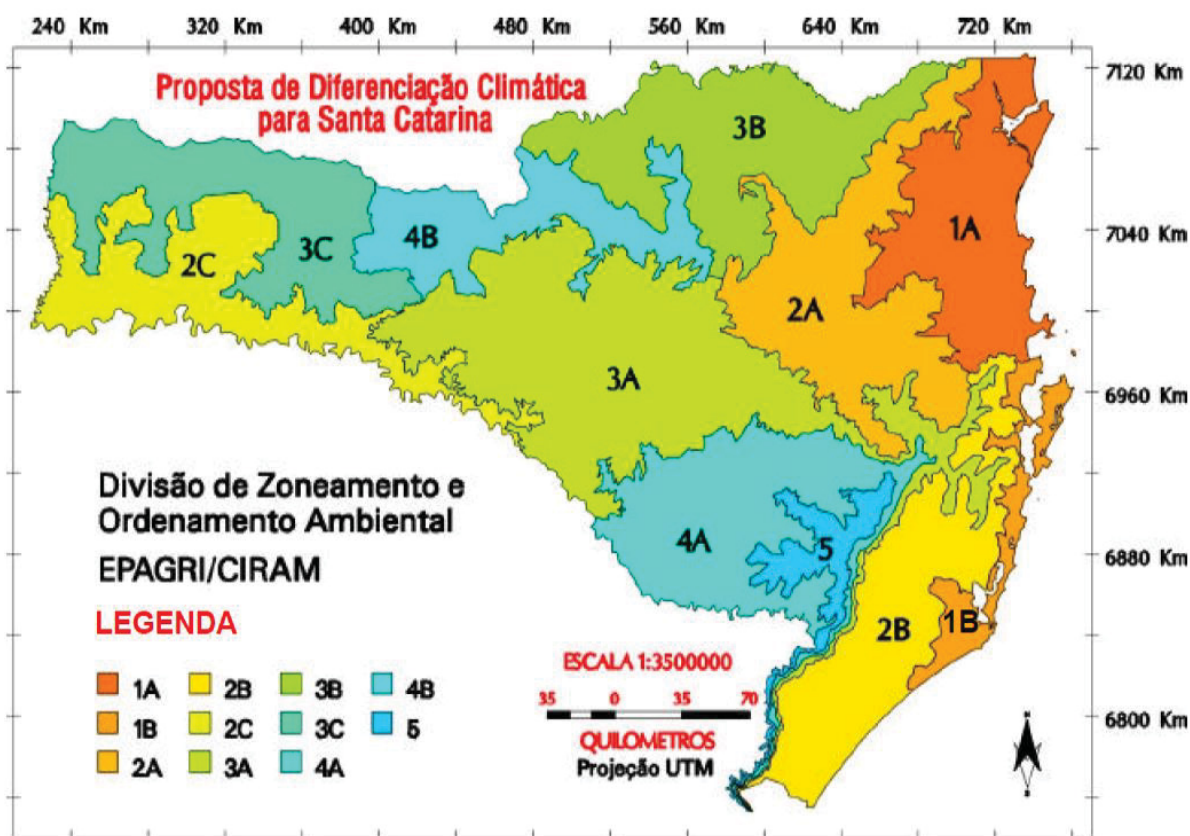 240 Km 320 Km 400 Km 480 Km 560 Km 640 Km 720 Km
Proposta de Diferenciação Climática
para Santa Catarina
7120 Km
3B
1A
7040 Km
4B
3C
2C
2A
3A
6960 Km
Divisão de Zoneamento e
Ordenamento Ambiental
EPAGRI/CIRAM
4A
5
6880 Km
LEGENDA
2B
1B
1A 2B 3B 4B
1B 2C 3C 5
2A 3A 4A
ESCALA 1:3500000
35 0 35 70
QUILOMETROS
Projeção UTM
6800 Km